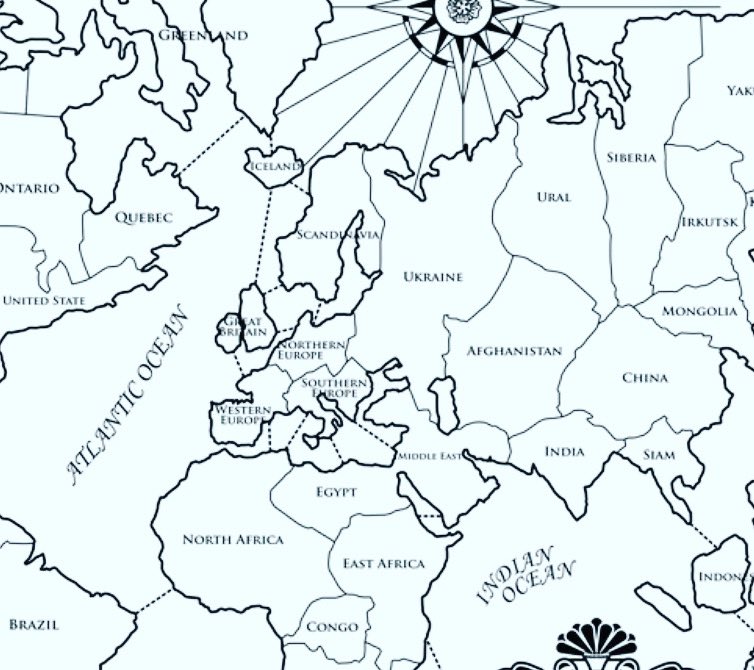 Greenland
Yak
Iceland
Siberia
Ontario
Ural
Quebec
Irkutsk
Scandinavia
Ukraine
United State
Mongolia
Great
Britain
Northern
Europe
Afghanistan
China
Southern
Europe
Western
Europe
India
Siam
Middle East
Atlantic Ocean
Egypt
North Africa
East Africa
Indian
Ocean
Indon
Brazil
Congo